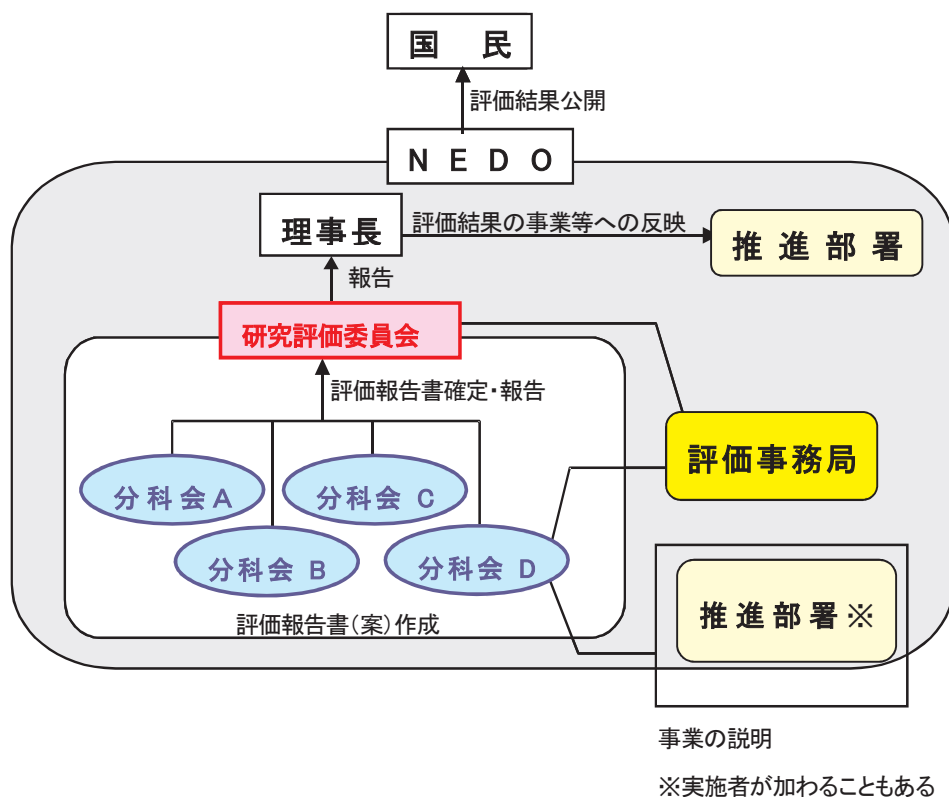 国　民
評価結果公開
ＮＥＤＯ
理事長
評価結果の事業等への反映
推進部署
報告
研究評価委員会
評価報告書確定・報告
評価事務局
分科会A
分科会 C
分科会 B
分科会 D
推進部署※
評価報告書（案）作成
事業の説明
※実施者が加わることもある